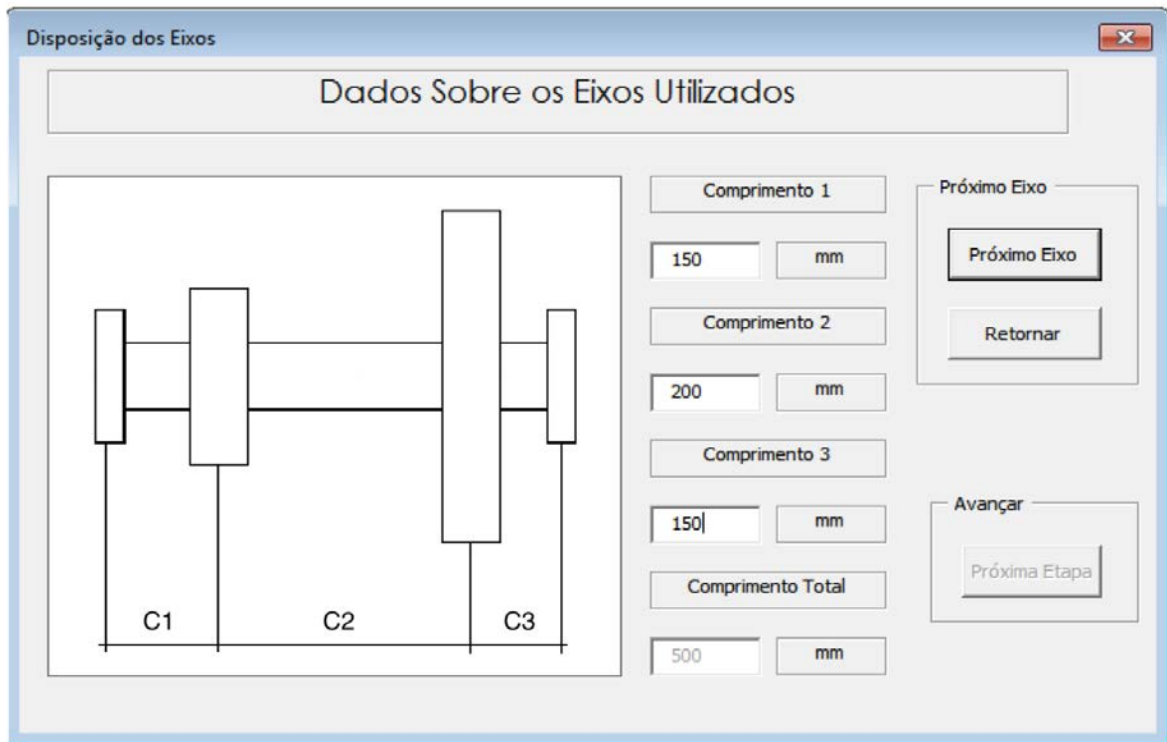 Disposição dos Eixos
Dados Sobre os Eixos Utilizados
C1
C2
C3
Comprimento 1
150
mm
Comprimento 2
200
mm
Comprimento 3
150
mm
Comprimento Total
500
mm
Próximo Eixo
Próximo Eixo
Retornar
Avançar
Próxima Etapa